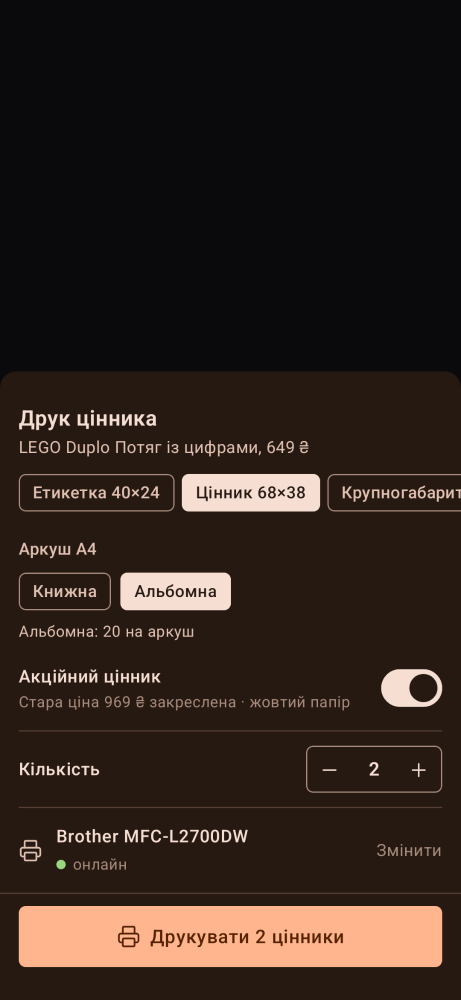 Друк цінника
LEGO Duplo Потяг із цифрами, 649 ₴
Етикетка 40×24
Цінник 68×38
Крупногабарит
Аркуш А4
Книжна
Альбомна
Альбомна: 20 на аркуш
Акційний цінник
Стара ціна 969 ₴ закреслена · жовтий папір
Кількість
2
Brother MFC-L2700DW
онлайн
Змінити
Друкувати 2 цінники